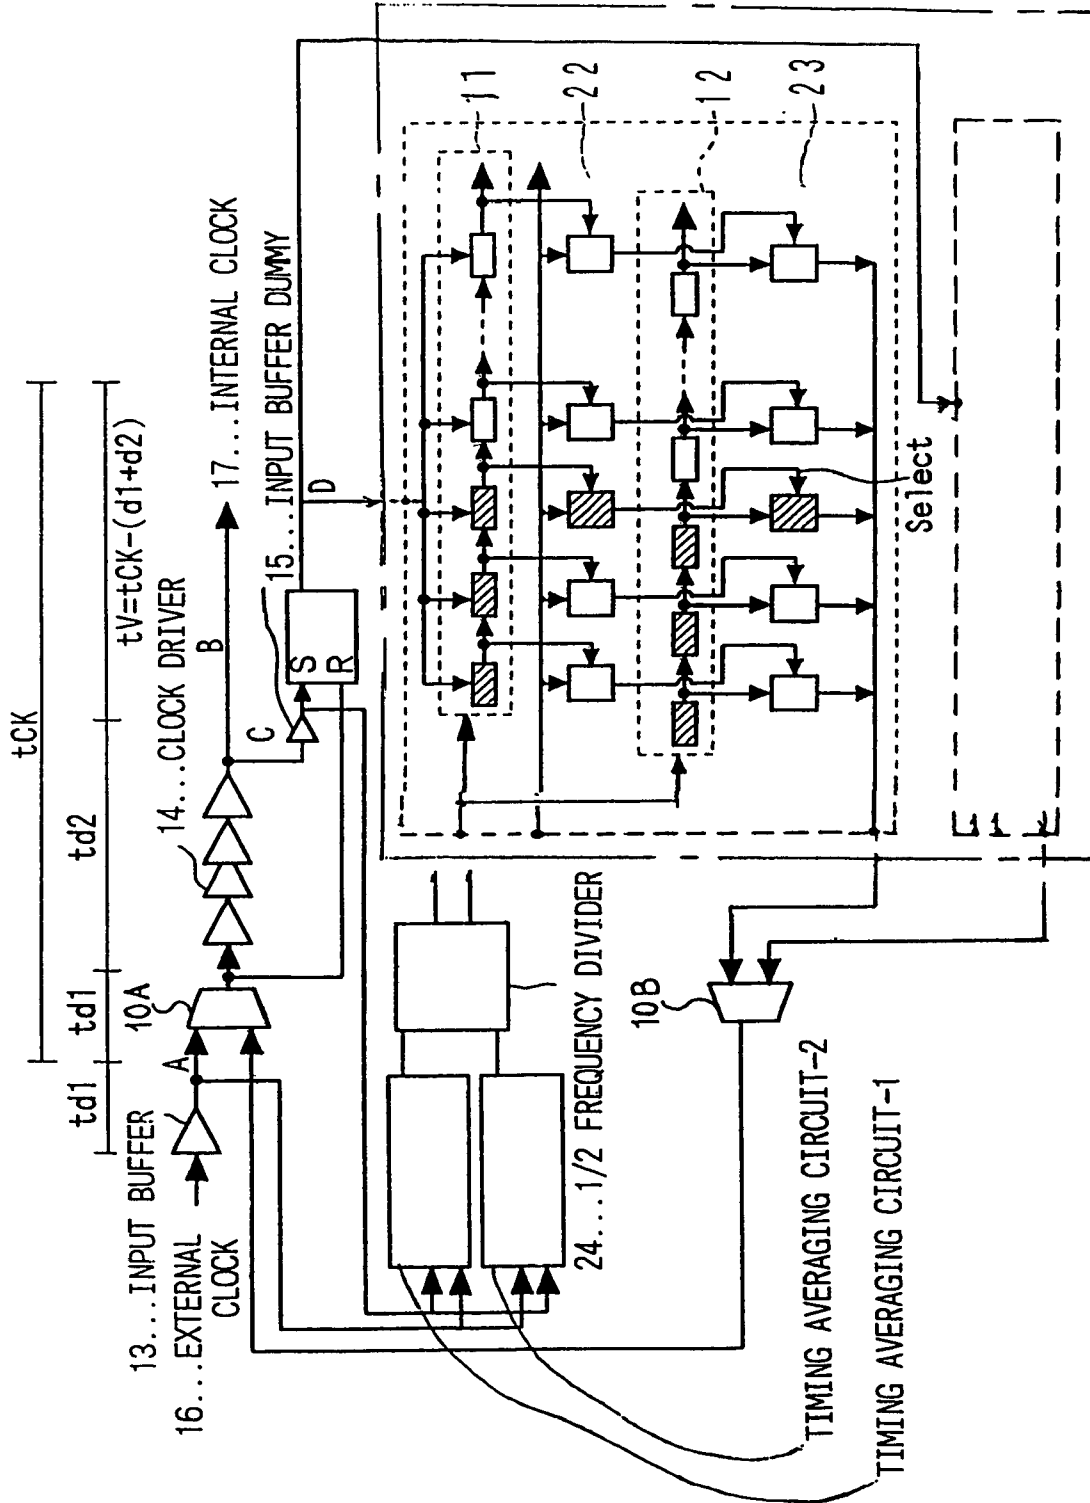 tCK
td1
td1
td2
tV=tCK-(d1+d2)
13...INPUT BUFFER
16...EXTERNAL
CLOCK
A
10A
14...CLOCK DRIVER
B
17...INTERNAL CLOCK
C
15...INPUT BUFFER DUMMY
S
R
D
11
22
12
23
Select
24....1/2 FREQUENCY DIVIDER
10B
TIMING AVERAGING CIRCUIT-2
TIMING AVERAGING CIRCUIT-1